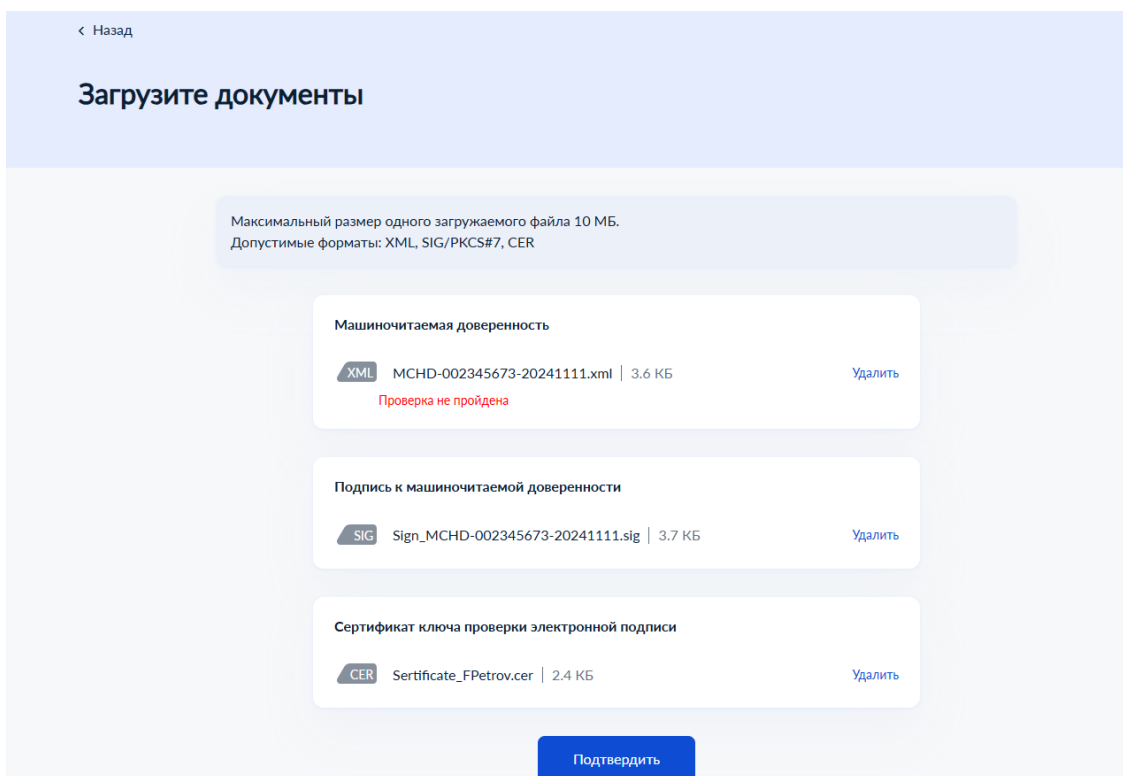 Назад
Загрузите документы
Максимальный размер одного загружаемого файла 10 МБ.
Допустимые форматы: XML, SIG/PKCS#7, CER
Машиночитаемая доверенность
XML MCHD-002345673-20241111.xml | 3.6 КБ Удалить
Проверка не пройдена
Подпись к машиночитаемой доверенности
SIG Sign_MCHD-002345673-20241111.sig | 3.7 КБ Удалить
Сертификат ключа проверки электронной подписи
CER Sertificate_FPetrov.cer | 2.4 КБ Удалить
Подтвердить